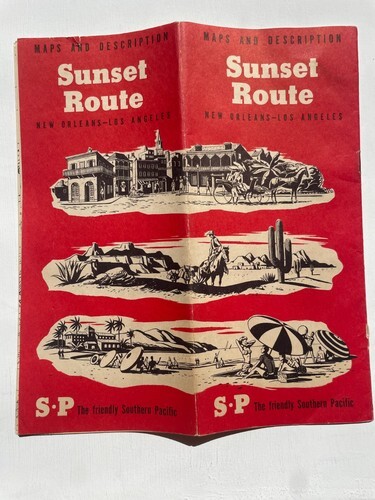 MAPS AND DESCRIPTION
Sunset
Route
NEW ORLEANS–LOS ANGELES
S·P The friendly Southern Pacific
MAPS AND DESCRIPTION
Sunset
Route
NEW ORLEANS–LOS ANGELES
S·P The friendly Southern Pacific